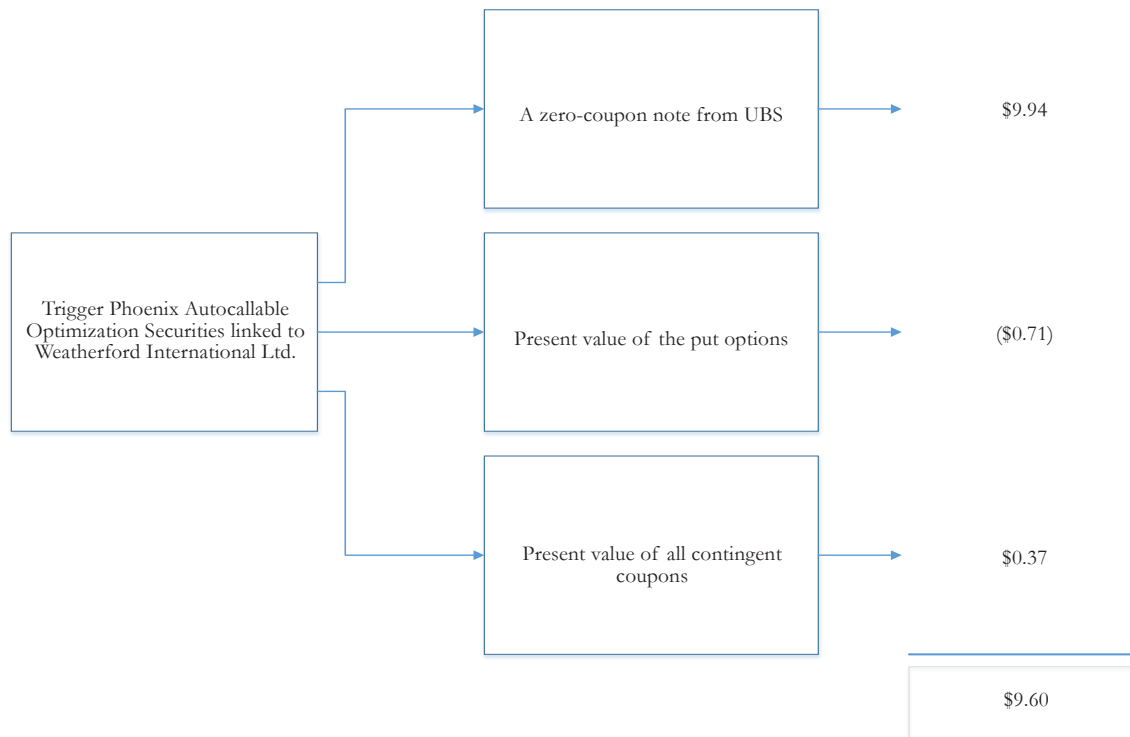 A zero-coupon note from UBS
$9.94
Trigger Phoenix Autocallable
Optimization Securities linked to
Weatherford International Ltd.
Present value of the put options
($0.71)
Present value of all contingent
coupons
$0.37
$9.60